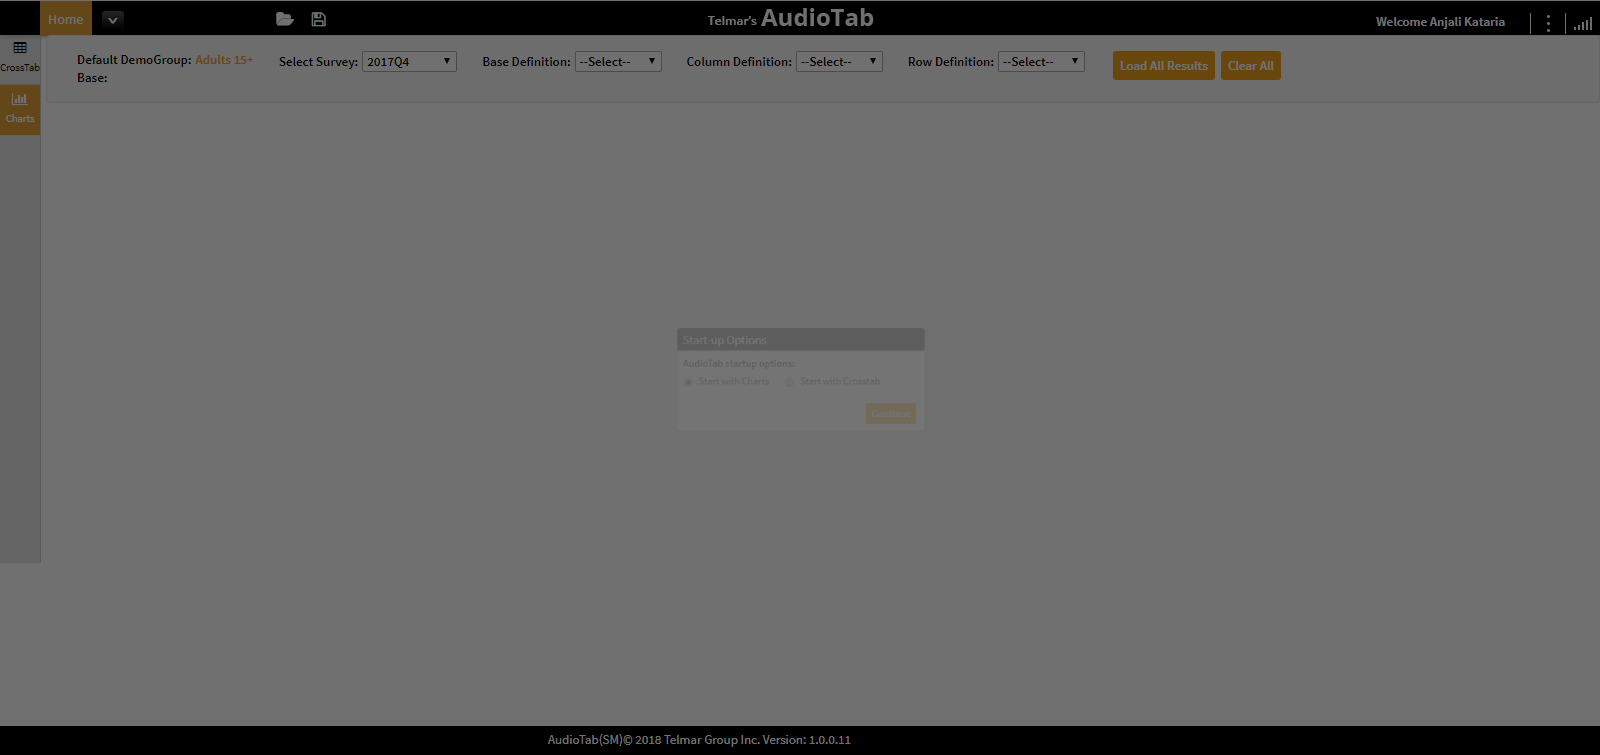 Home
Telmar's AudioTab
Welcome Anjali Kataria
CrossTab
Charts
Default DemoGroup: Adults 15+
Base:
Select Survey: 2017Q4
Base Definition: --Select--
Column Definition: --Select--
Row Definition: --Select--
Load All Results
Clear All
Start-up Options
AudioTab startup options:
Start with Charts
Start with Crosstab
Continue
AudioTab(SM)© 2018 Telmar Group Inc. Version: 1.0.0.11